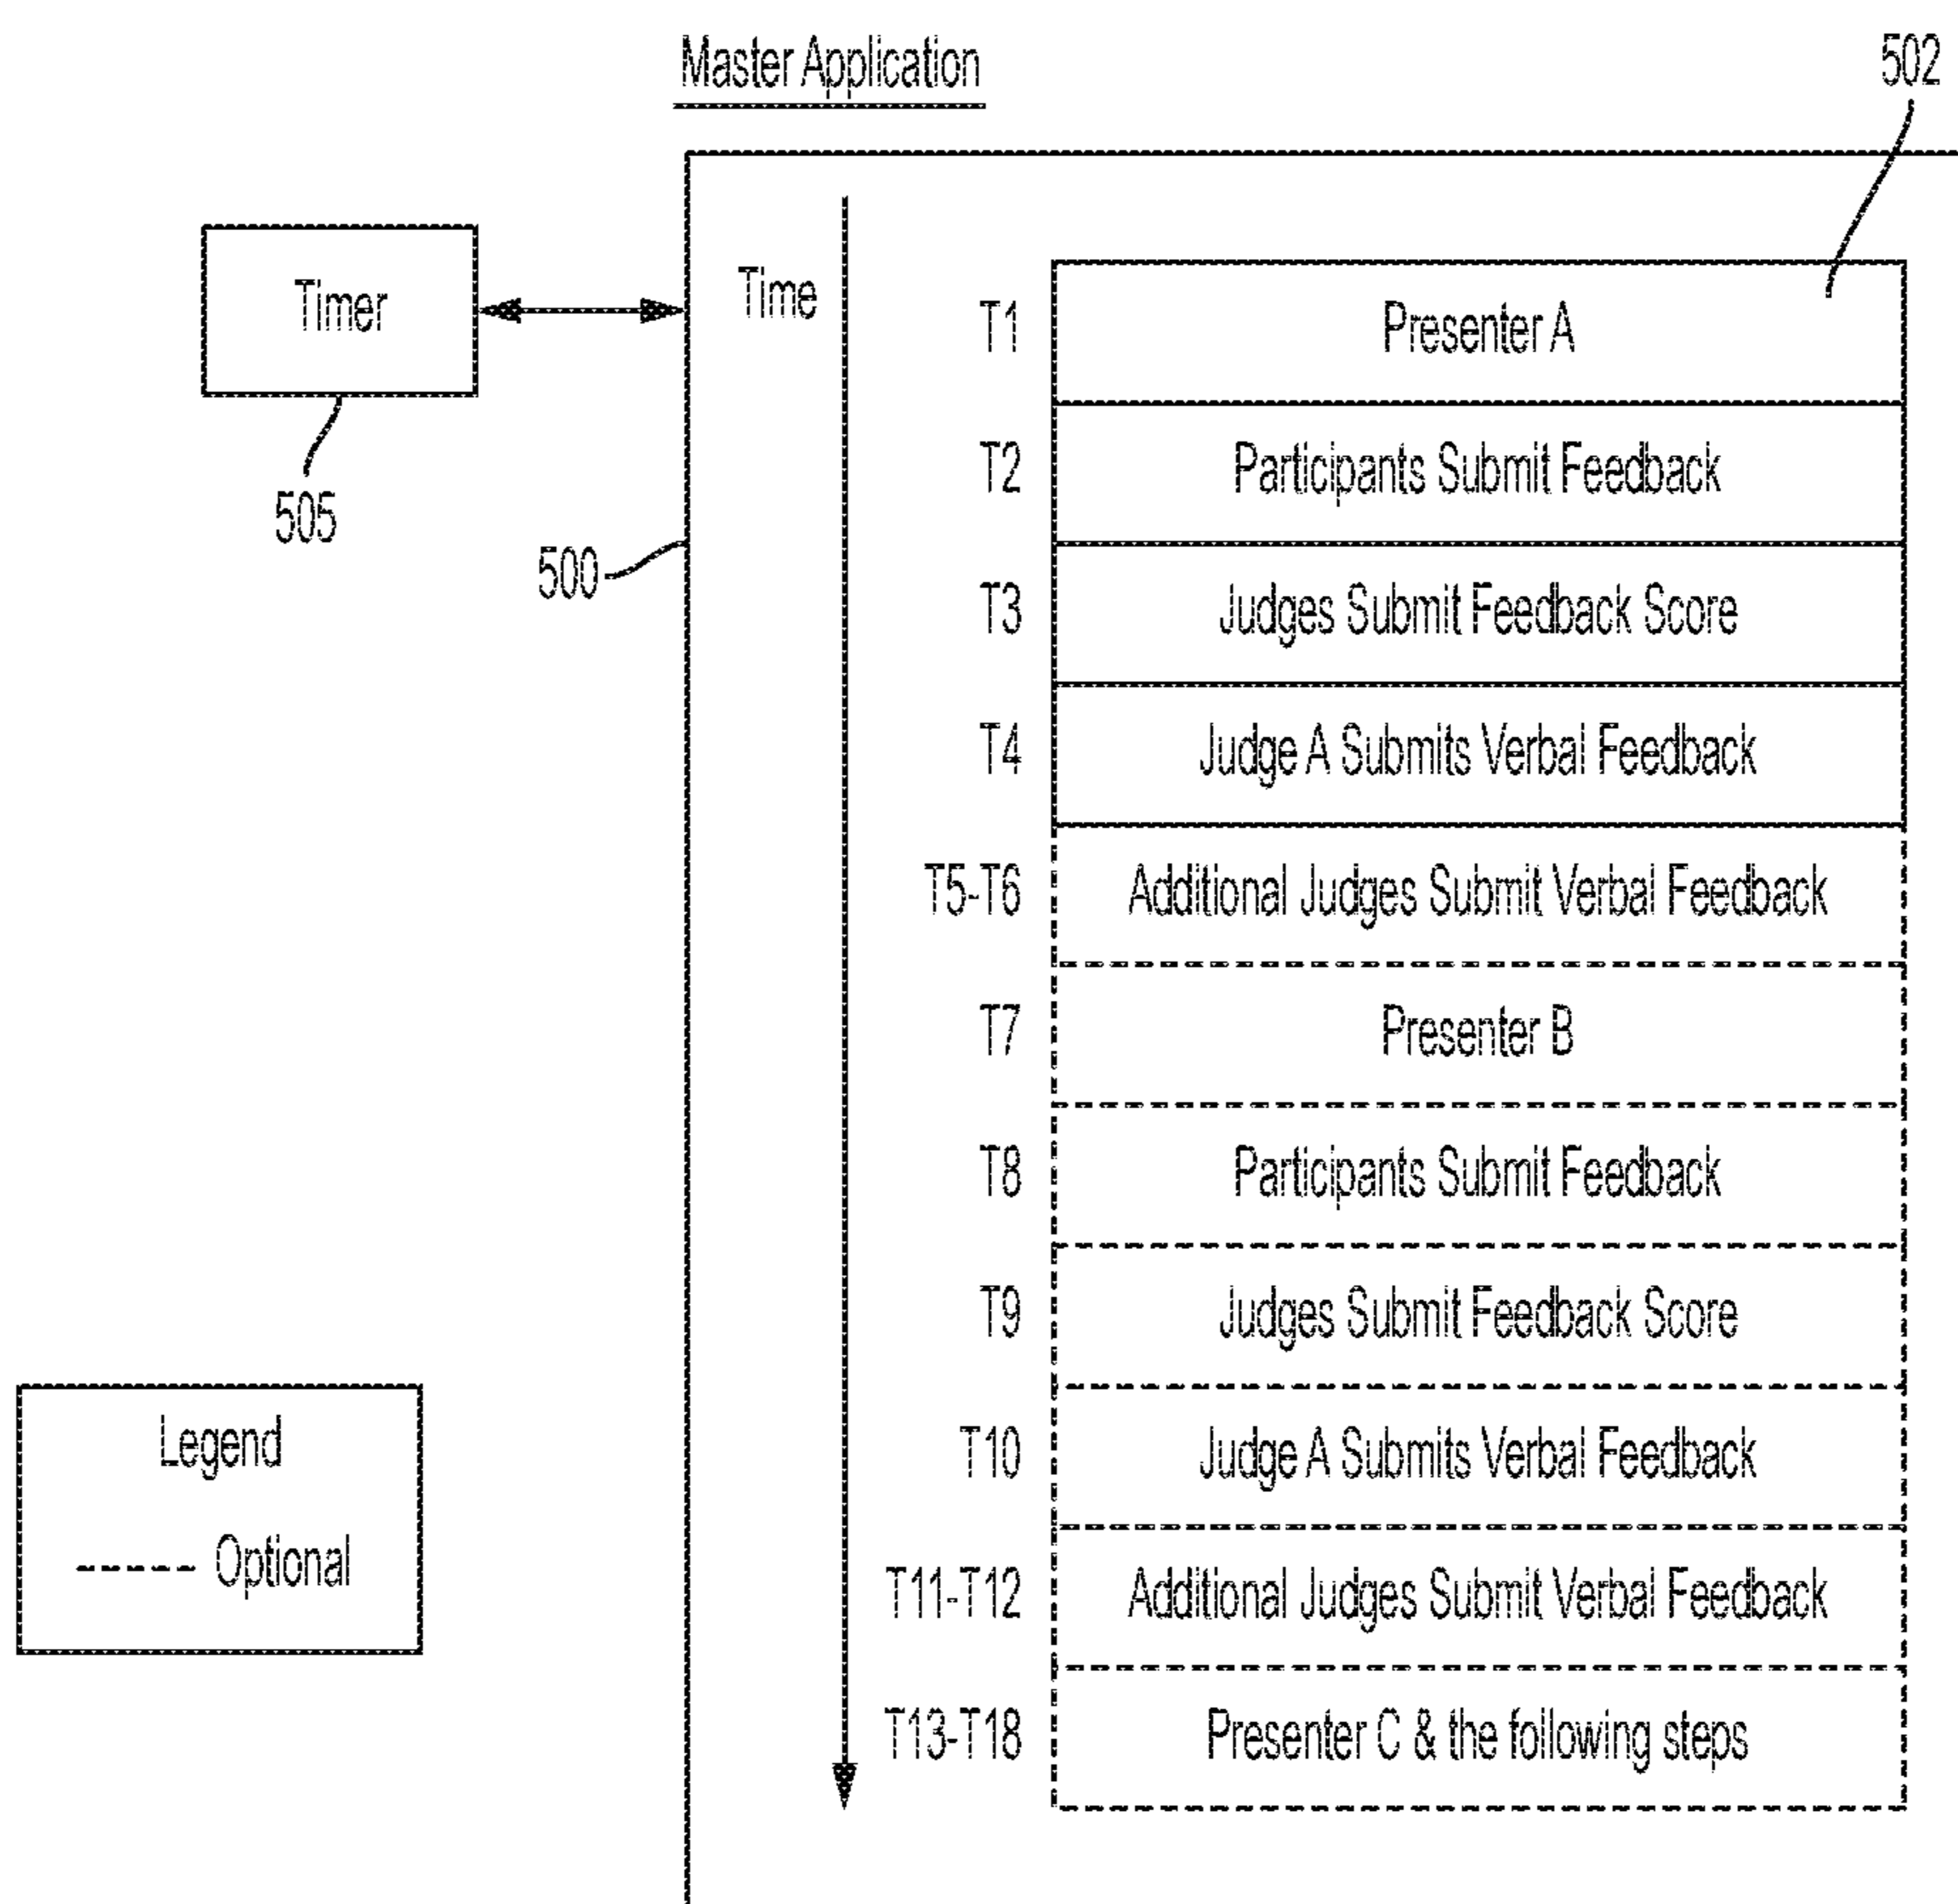 Master Application
502
Timer
505
500
Time
T1 Presenter A
T2 Participants Submit Feedback
T3 Judges Submit Feedback Score
T4 Judge A Submits Verbal Feedback
T5-T6 Additional Judges Submit Verbal Feedback
T7 Presenter B
T8 Participants Submit Feedback
T9 Judges Submit Feedback Score
T10 Judge A Submits Verbal Feedback
T11-T12 Additional Judges Submit Verbal Feedback
T13-T18 Presenter C & the following steps
Legend
Optional